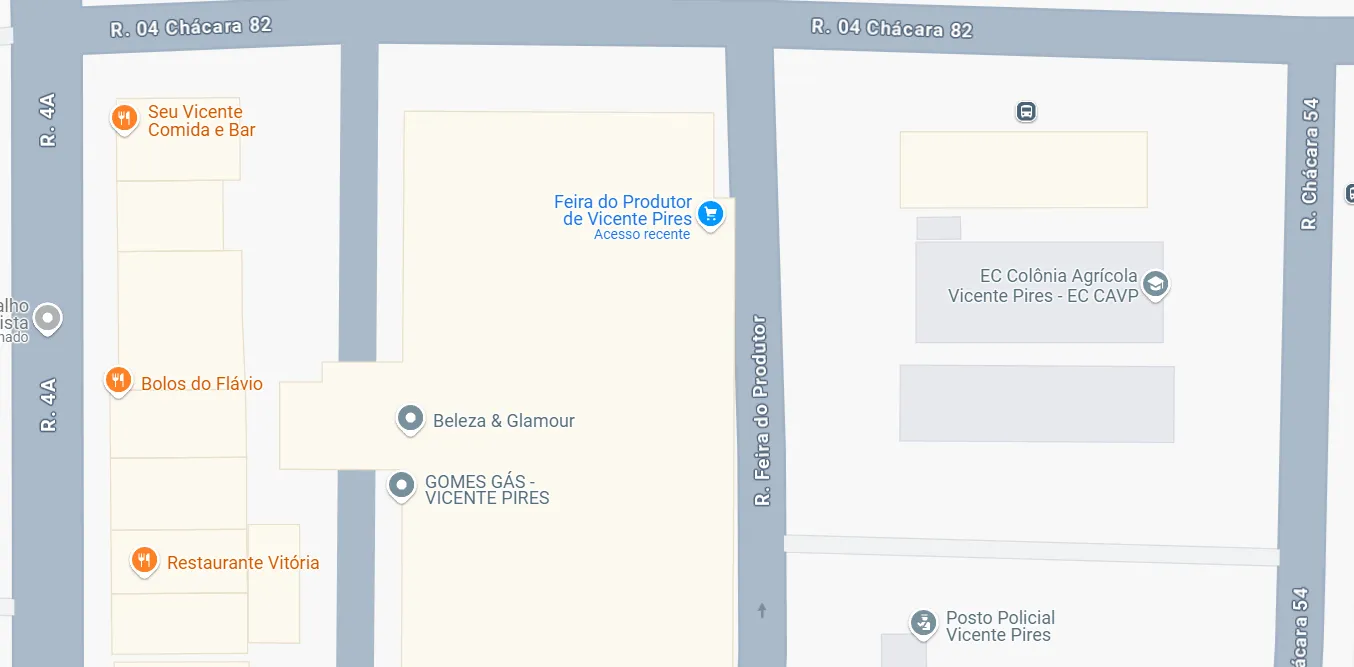 R. 04 Chácara 82
R. 04 Chácara 82
R. 4A
Seu Vicente
Comida e Bar
R. Chácara 54
Feira do Produtor
de Vicente Pires
Acesso recente
EC Colônia Agrícola
Vicente Pires - EC CAVP
R. 4A
Bolos do Flávio
R. Feira do Produtor
Beleza & Glamour
GOMES GÁS -
VICENTE PIRES
Restaurante Vitória
Posto Policial
Vicente Pires
ácara 54